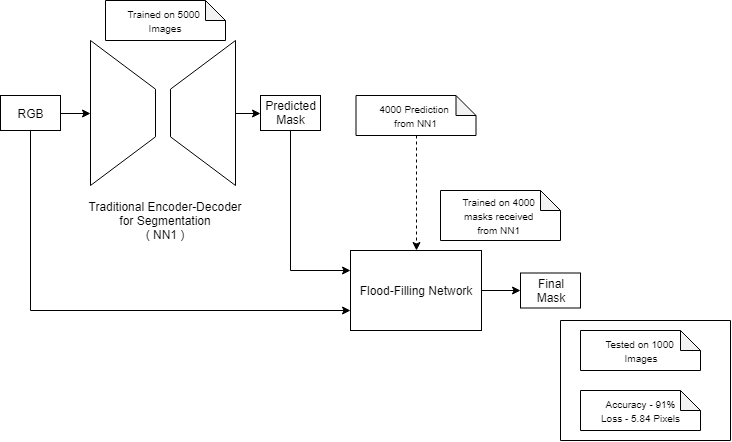 Trained on 5000
Images
RGB
Predicted
Mask
4000 Prediction
from NN1
Traditional Encoder-Decoder
for Segmentation
( NN1 )
Trained on 4000
masks received
from NN1
Flood-Filling Network
Final
Mask
Tested on 1000
Images
Accuracy - 91%
Loss - 5.84 Pixels